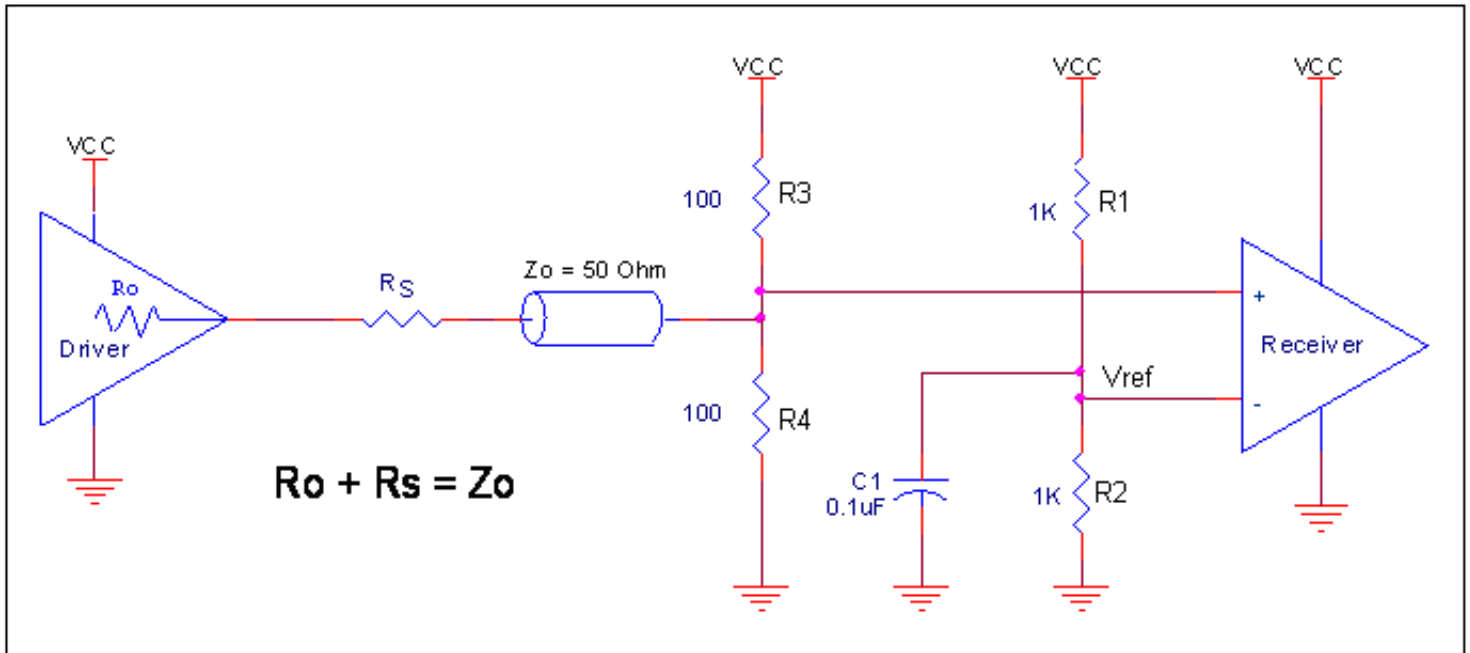 VCC
VCC
VCC
VCC
100
R3
1K
R1
Ro
Driver
RS
Zo = 50 Ohm
+
Receiver
Vref
-
100
R4
Ro + Rs = Zo
C1
0.1uF
1K
R2